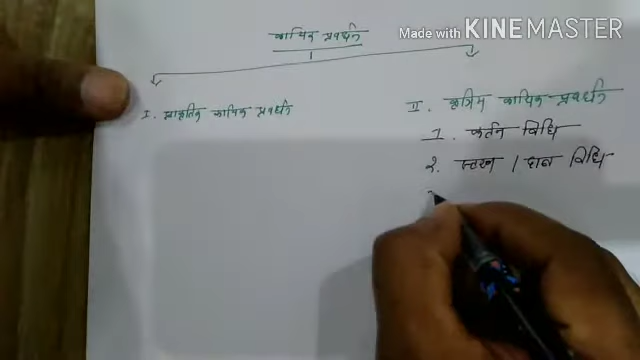 Made with KINEMASTER
कायिक प्रवर्धन
I. प्राकृतिक कायिक प्रवर्धन
II. कृत्रिम कायिक प्रवर्धन
1. कर्तन विधि
2. स्तरण / दाब विधि